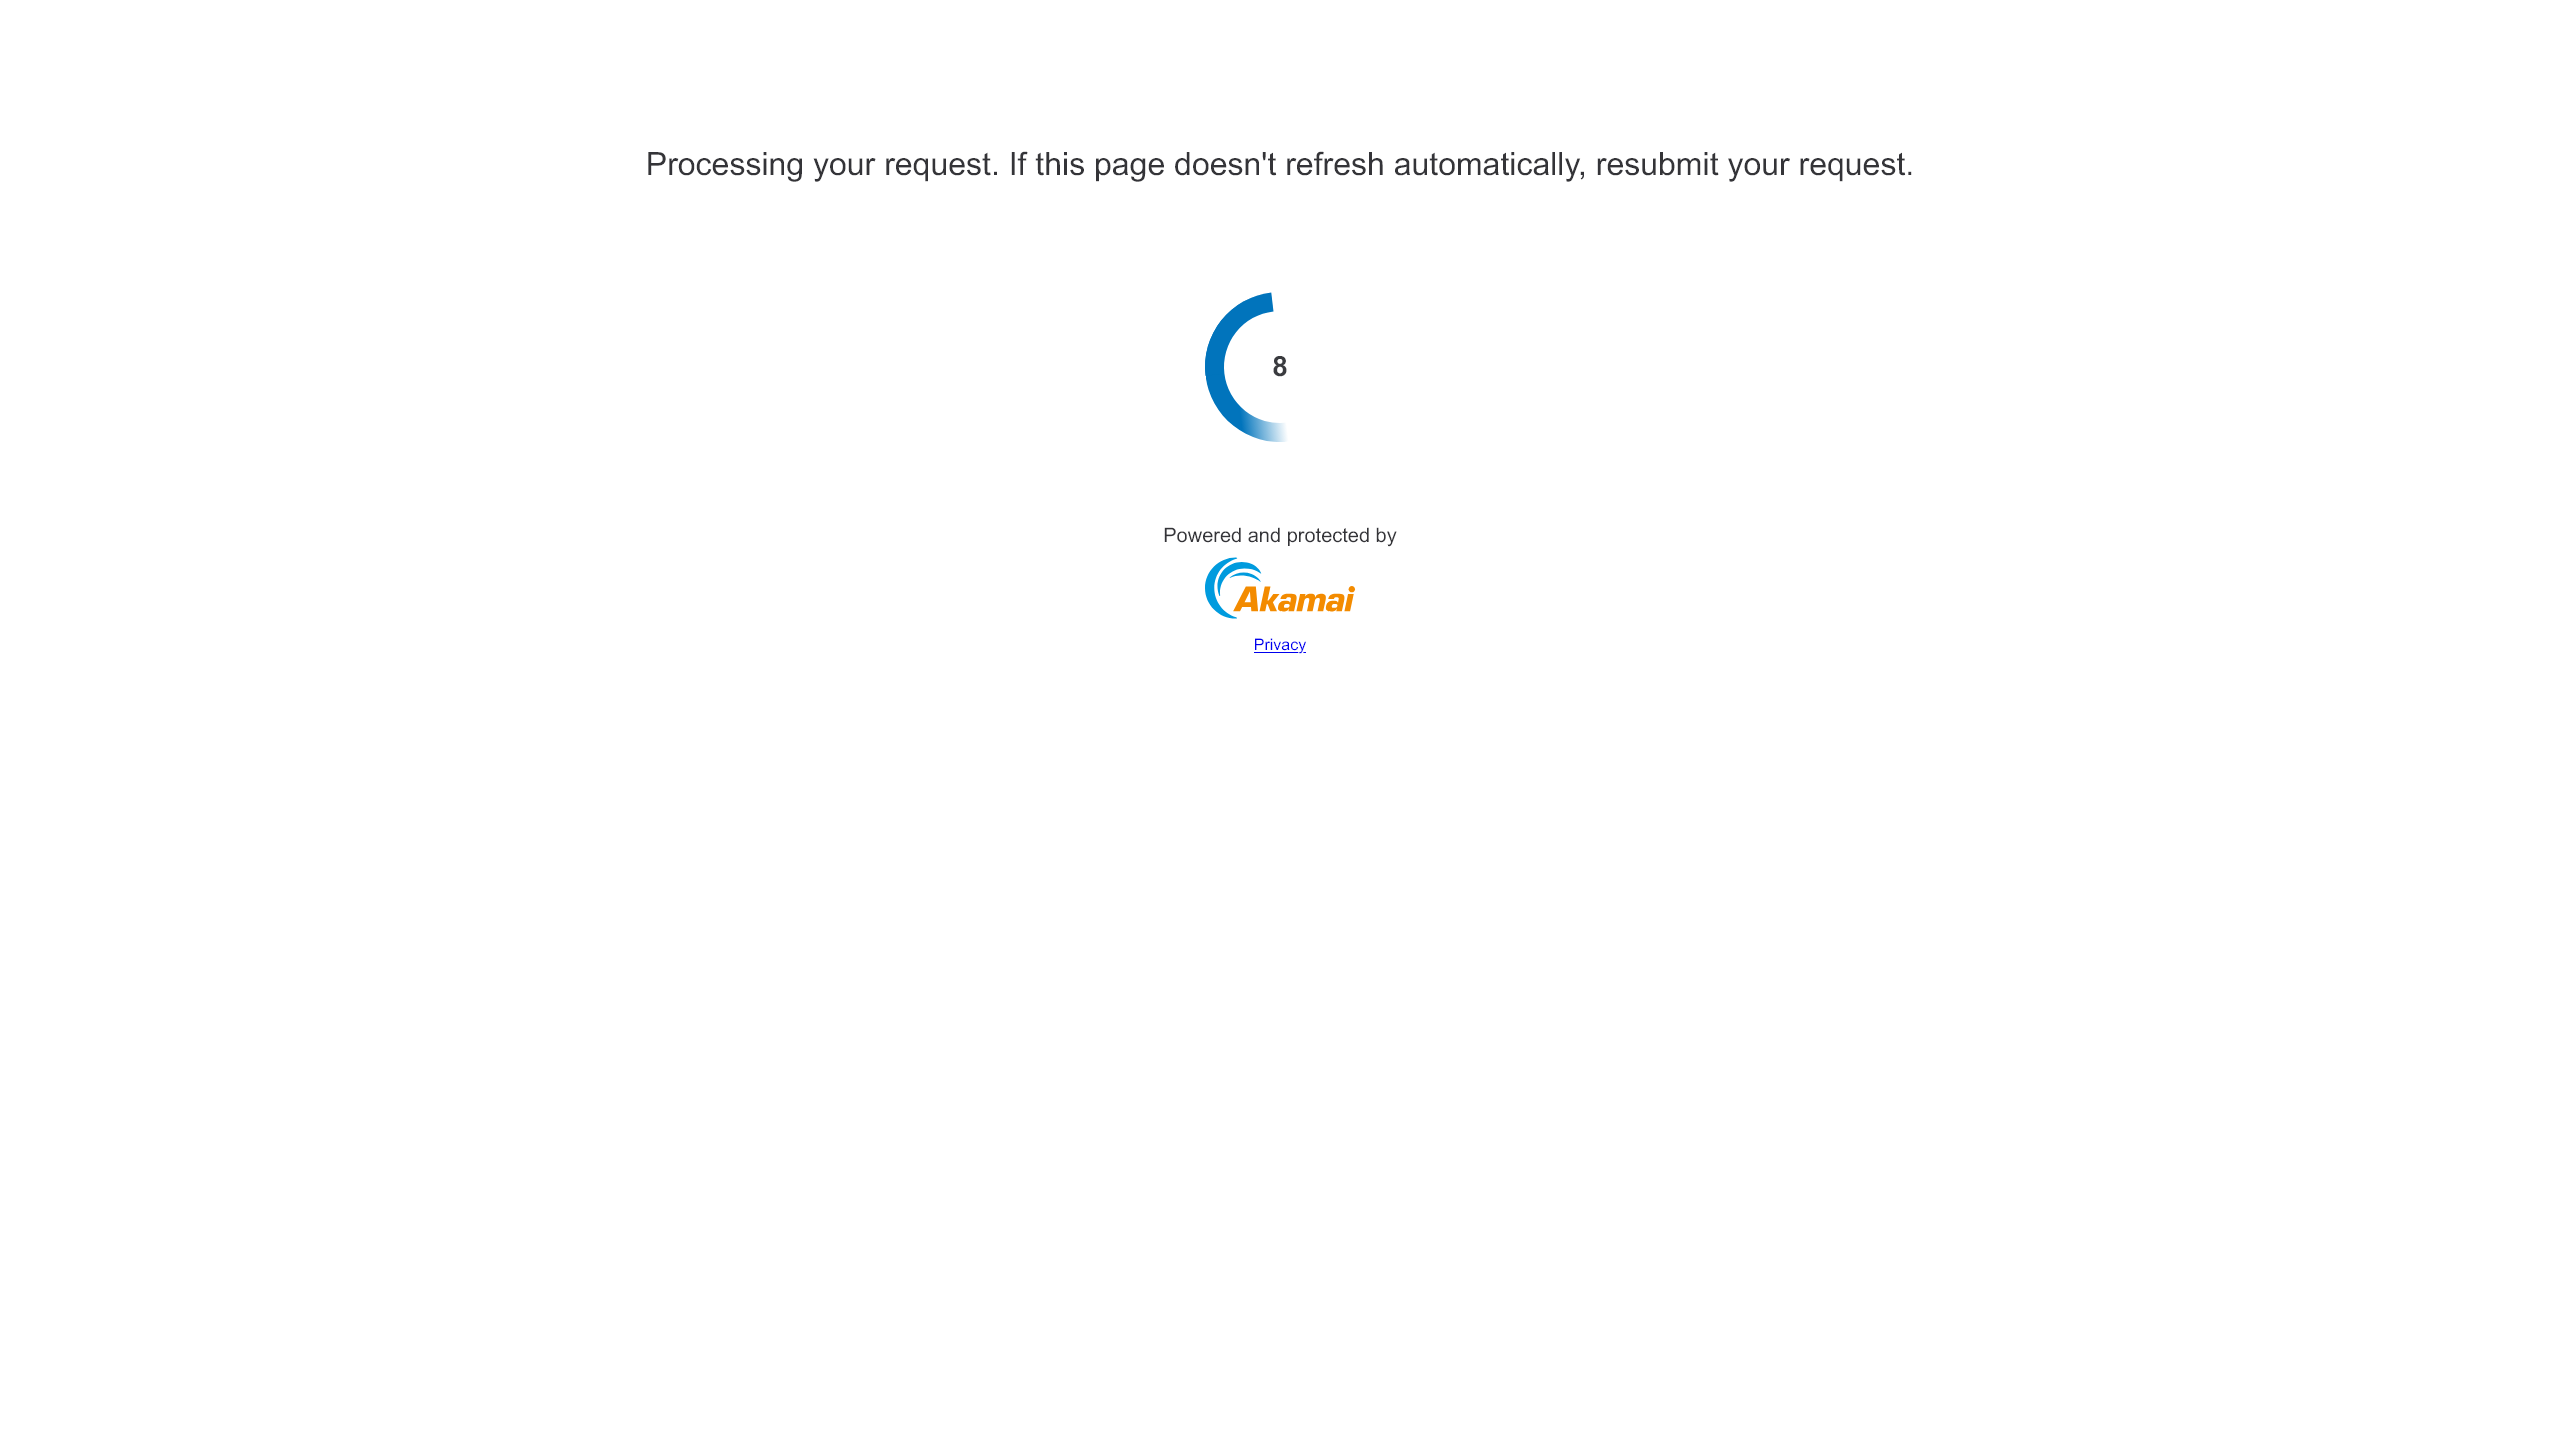 Processing your request. If this page doesn't refresh automatically, resubmit your request.
8
Powered and protected by
Akamai
Privacy